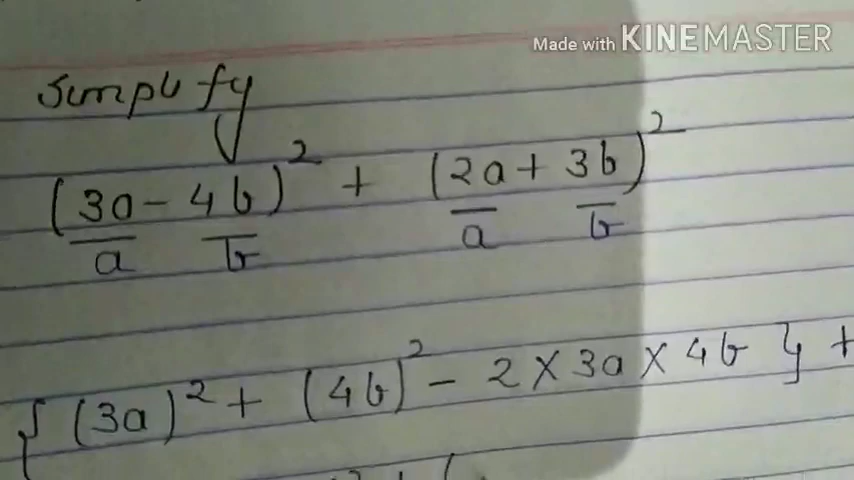 Made with KINEMASTER
Simplify
(3a - 4b)² + (2a + 3b)²
a b a b
{ (3a)² + (4b)² - 2 × 3a × 4b } +